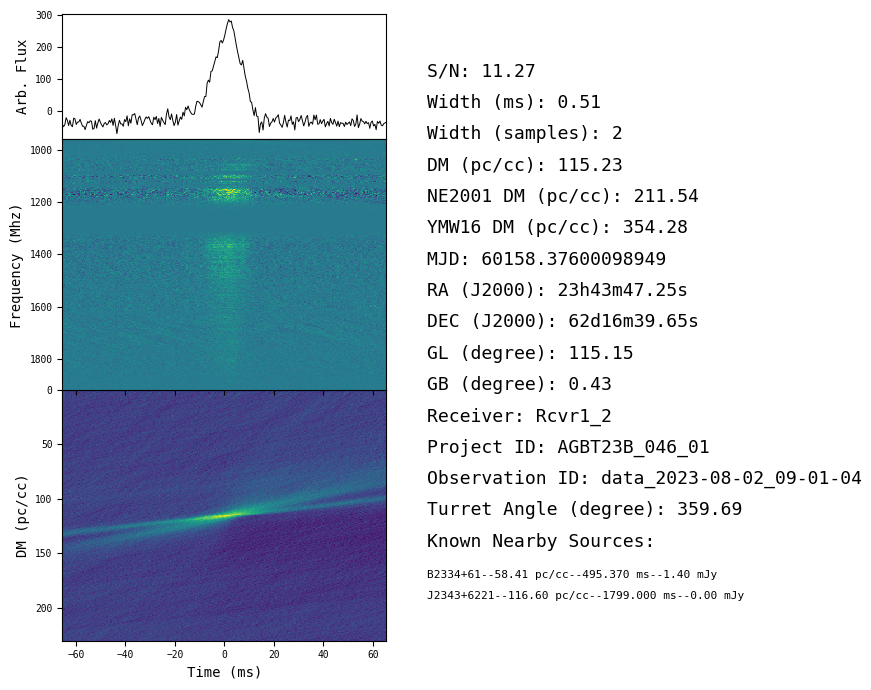 300
200
100
0
Arb. Flux
1000
1200
1400
1600
1800
Frequency (Mhz)
0
50
100
150
200
DM (pc/cc)
−60 −40 −20 0 20 40 60
Time (ms)
S/N: 11.27
Width (ms): 0.51
Width (samples): 2
DM (pc/cc): 115.23
NE2001 DM (pc/cc): 211.54
YMW16 DM (pc/cc): 354.28
MJD: 60158.37600098949
RA (J2000): 23h43m47.25s
DEC (J2000): 62d16m39.65s
GL (degree): 115.15
GB (degree): 0.43
Receiver: Rcvr1_2
Project ID: AGBT23B_046_01
Observation ID: data_2023-08-02_09-01-04
Turret Angle (degree): 359.69
Known Nearby Sources:
B2334+61--58.41 pc/cc--495.370 ms--1.40 mJy
J2343+6221--116.60 pc/cc--1799.000 ms--0.00 mJy